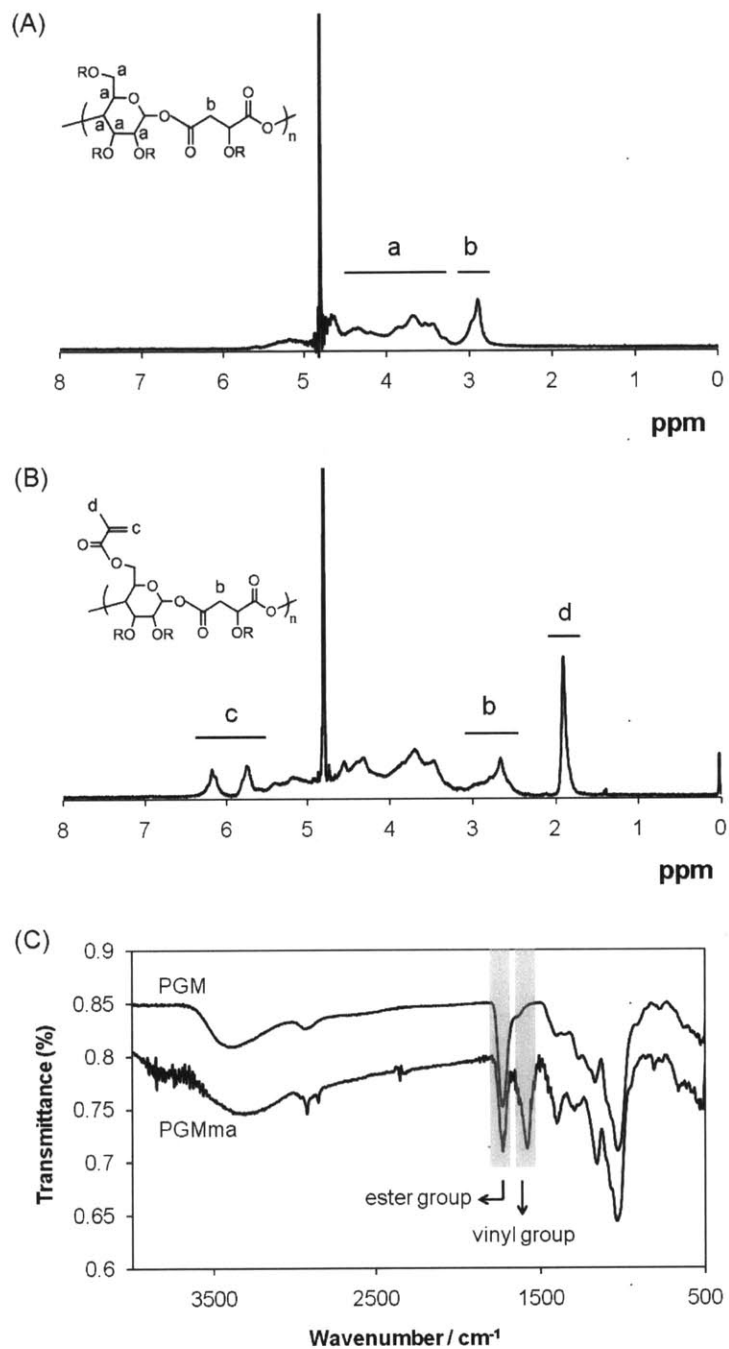 (A)
RO
a
a
O
a
a
a
RO
OR
O
b
O
O
OR
O
n
a
b
8 7 6 5 4 3 2 1 0
ppm
(B)
d
c
O
O
O
RO
OR
O
b
O
O
OR
O
n
c
b
d
8 7 6 5 4 3 2 1 0
ppm
(C)
0.9
0.85
0.8
0.75
0.7
0.65
0.6
Transmittance (%)
PGM
PGMma
ester group
vinyl group
3500 2500 1500 500
Wavenumber / cm⁻¹